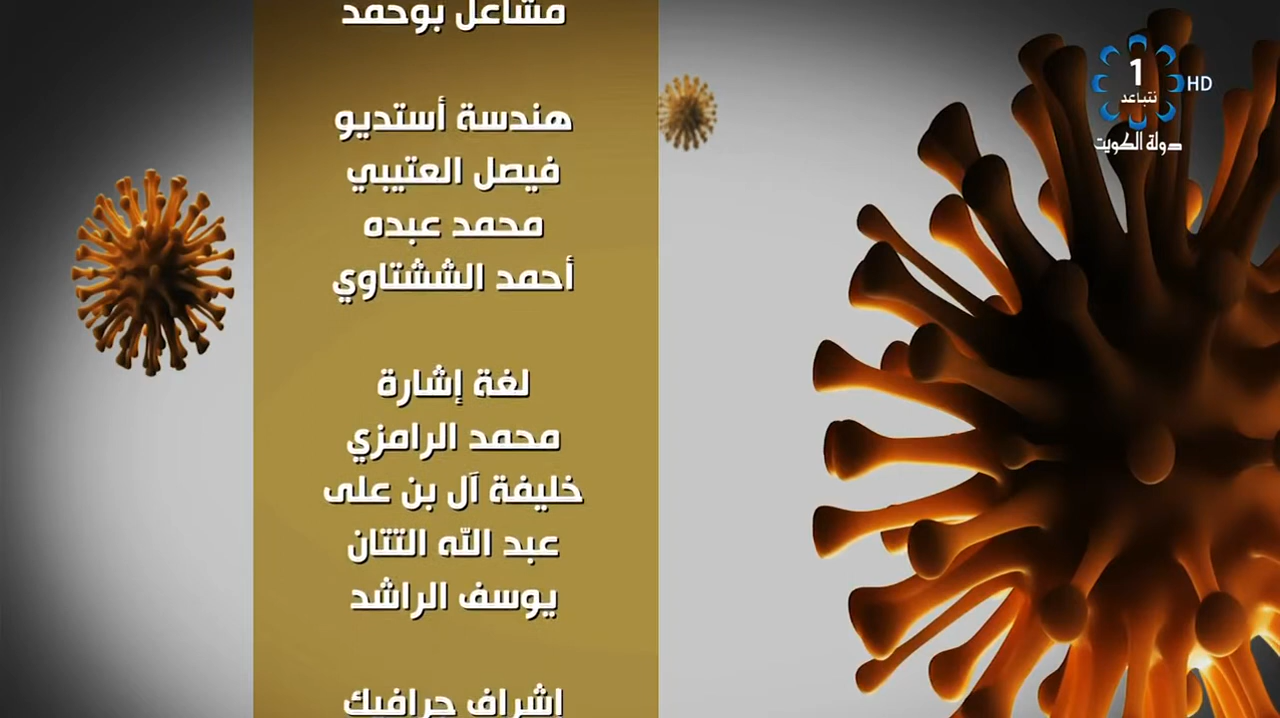 مشاعل بوحمد
هندسة أستديو
فيصل العتيبي
محمد عبده
أحمد الششتاوي
لغة إشارة
محمد الرامزي
خليفة آل بن على
عبد الله التتان
يوسف الراشد
اشراف جرافيك
1
HD
نتباعد
دولة الكويت